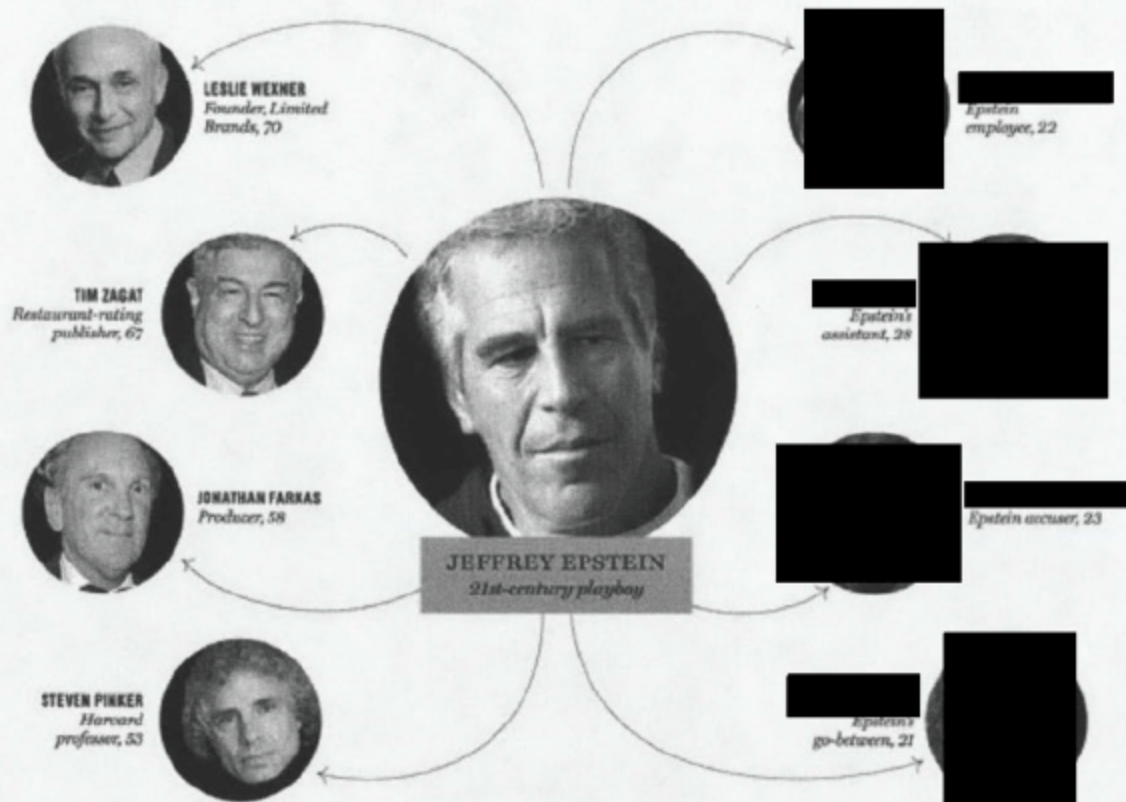 LESLIE WEXNER
Founder, Limited
Brands, 70
Epstein
employee, 22
TIM ZAGAT
Restaurant-rating
publisher, 67
Epstein's
assistant, 28
JONATHAN FARKAS
Producer, 58
Epstein accuser, 23
JEFFREY EPSTEIN
21st-century playboy
STEVEN PINKER
Harvard
professor, 53
Epstein's
go-between, 21